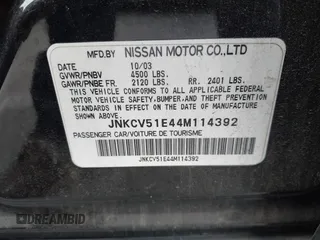 MFD.BY NISSAN MOTOR CO.,LTD
10/03
GVWR/PNBV 4500 LBS.
GAWR/PNBE FR. 2120 LBS. RR. 2401 LBS.
THIS VEHICLE CONFORMS TO ALL APPLICABLE FEDERAL
MOTOR VEHICLE SAFETY,BUMPER,AND THEFT PREVENTION
STANDARDS IN EFFECT ON THE DATE OF MANUFACTURE
SHOWN ABOVE.
JNKCV51E44M114392
PASSENGER CAR/VOITURE DE TOURISME
JNKCV51E44M114392
DREAMBID